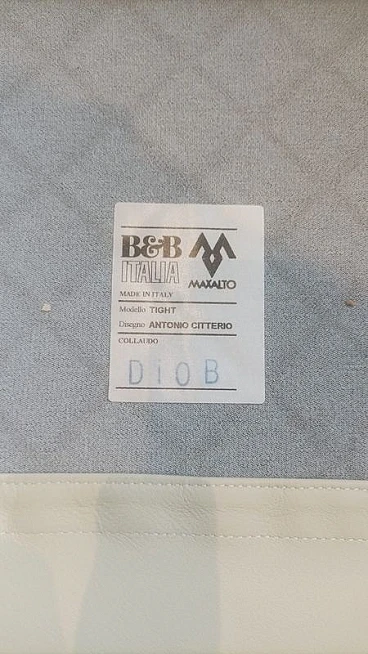 B&B
ITALIA
MAXALTO
MADE IN ITALY
Modello TIGHT
Disegno ANTONIO CITTERIO
COLLAUDO
D10B